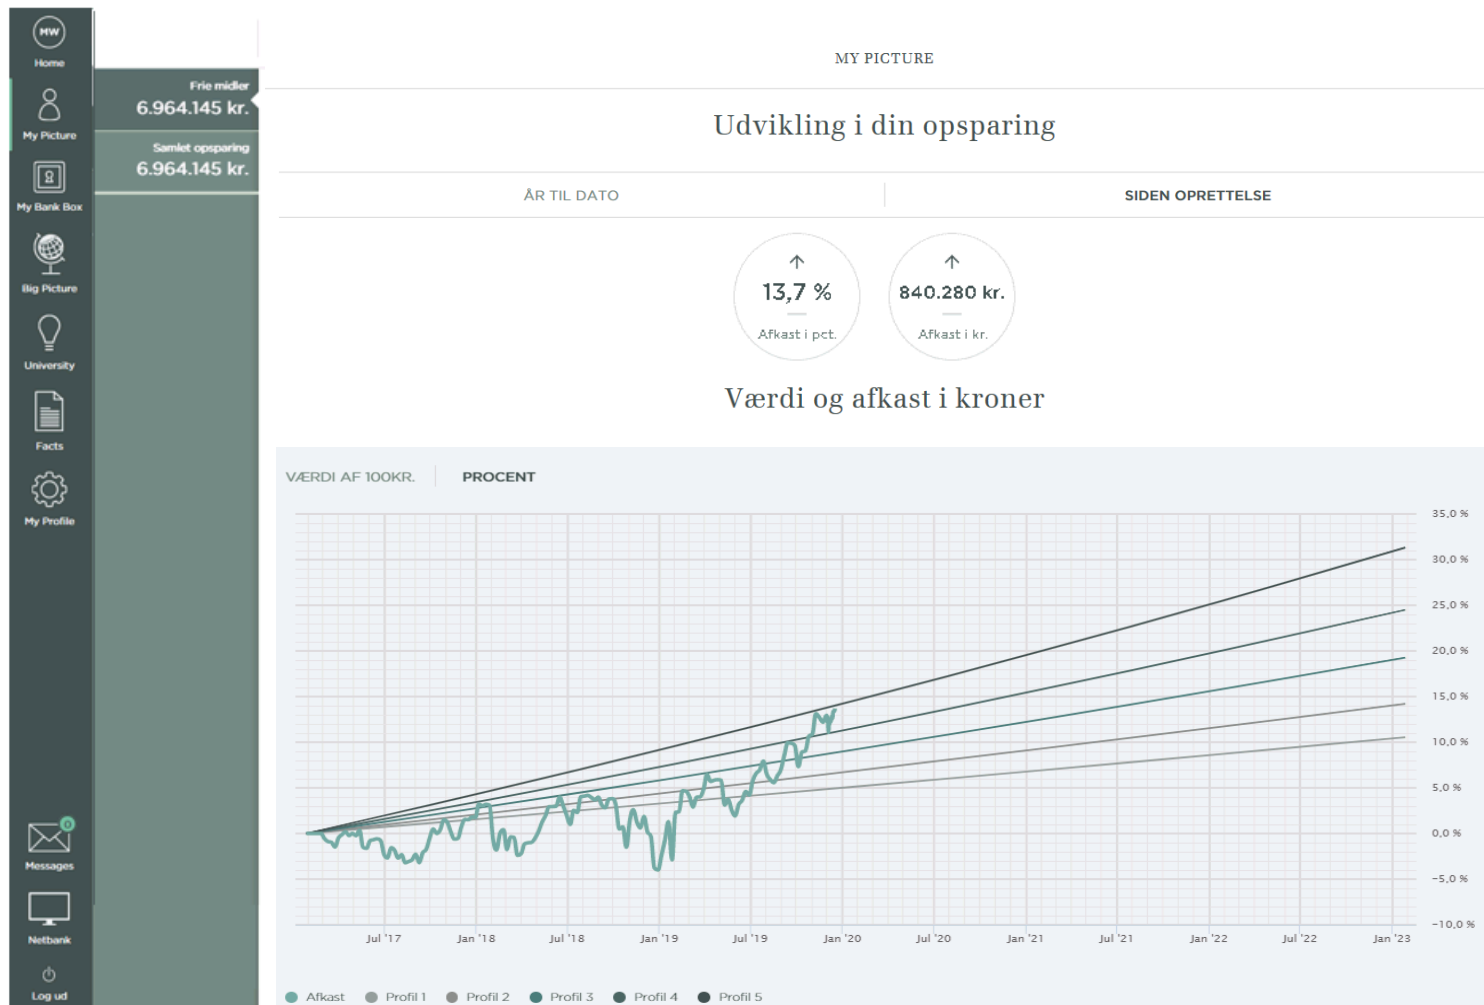 MW
Home
My Picture
My Bank Box
Big Picture
University
Facts
My Profile
0
Messages
Netbank
Log ud
Frie midler
6.964.145 kr.
Samlet opsparing
6.964.145 kr.
MY PICTURE
Udvikling i din opsparing
ÅR TIL DATO
SIDEN OPRETTELSE
13,7 %
Afkast i pct.
840.280 kr.
Afkast i kr.
Værdi og afkast i kroner
VÆRDI AF 100KR.
PROCENT
35,0 %
30,0 %
25,0 %
20,0 %
15,0 %
10,0 %
5,0 %
0,0 %
-5,0 %
-10,0 %
Jul '17 Jan '18 Jul '18 Jan '19 Jul '19 Jan '20 Jul '20 Jan '21 Jul '21 Jan '22 Jul '22 Jan '23
Afkast Profil 1 Profil 2 Profil 3 Profil 4 Profil 5